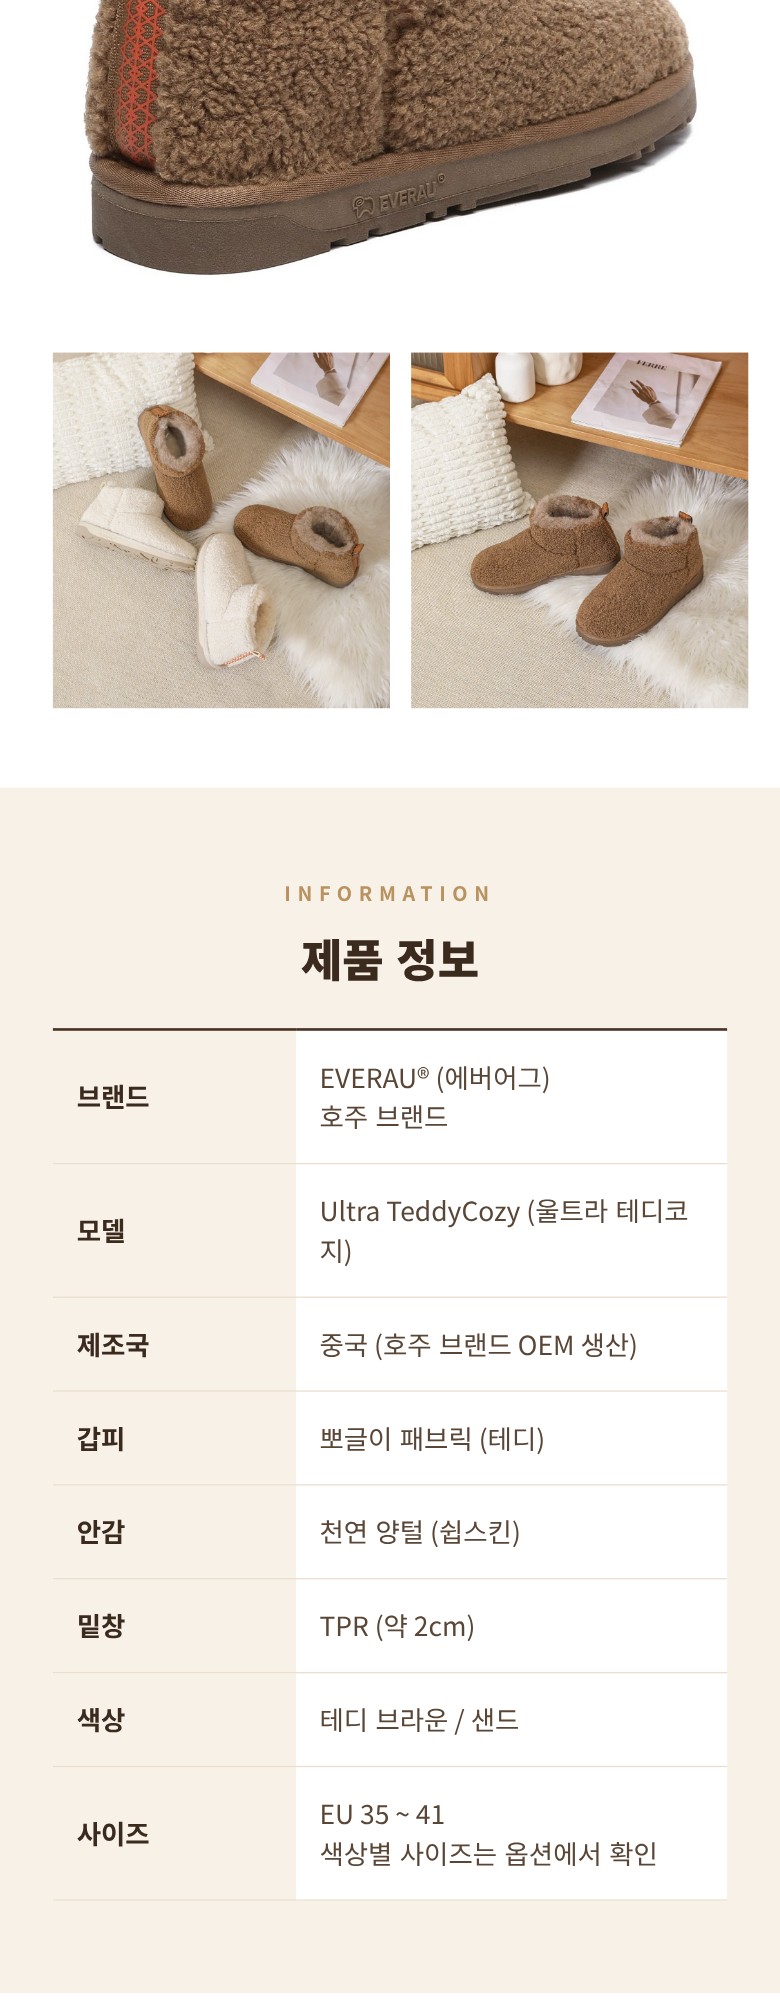 EVERAU®
FERRE
INFORMATION
제품 정보
브랜드
EVERAU® (에버어그)
호주 브랜드
모델
Ultra TeddyCozy (울트라 테디코
지)
제조국
중국 (호주 브랜드 OEM 생산)
갑피
뽀글이 패브릭 (테디)
안감
천연 양털 (쉽스킨)
밑창
TPR (약 2cm)
색상
테디 브라운 / 샌드
사이즈
EU 35 ~ 41
색상별 사이즈는 옵션에서 확인